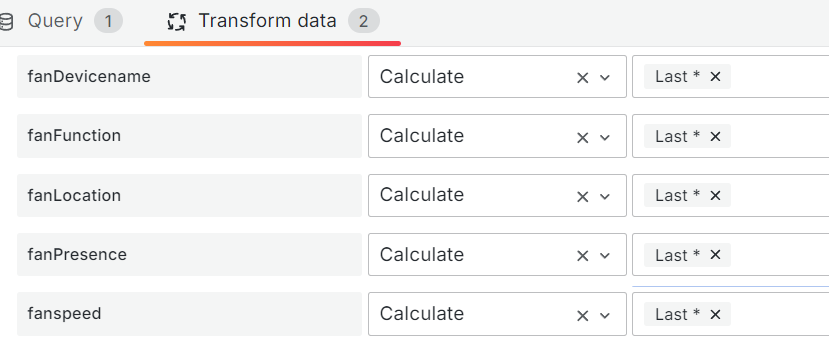 Query 1 Transform data 2
fanDevicename Calculate Last *
fanFunction Calculate Last *
fanLocation Calculate Last *
fanPresence Calculate Last *
fanspeed Calculate Last *